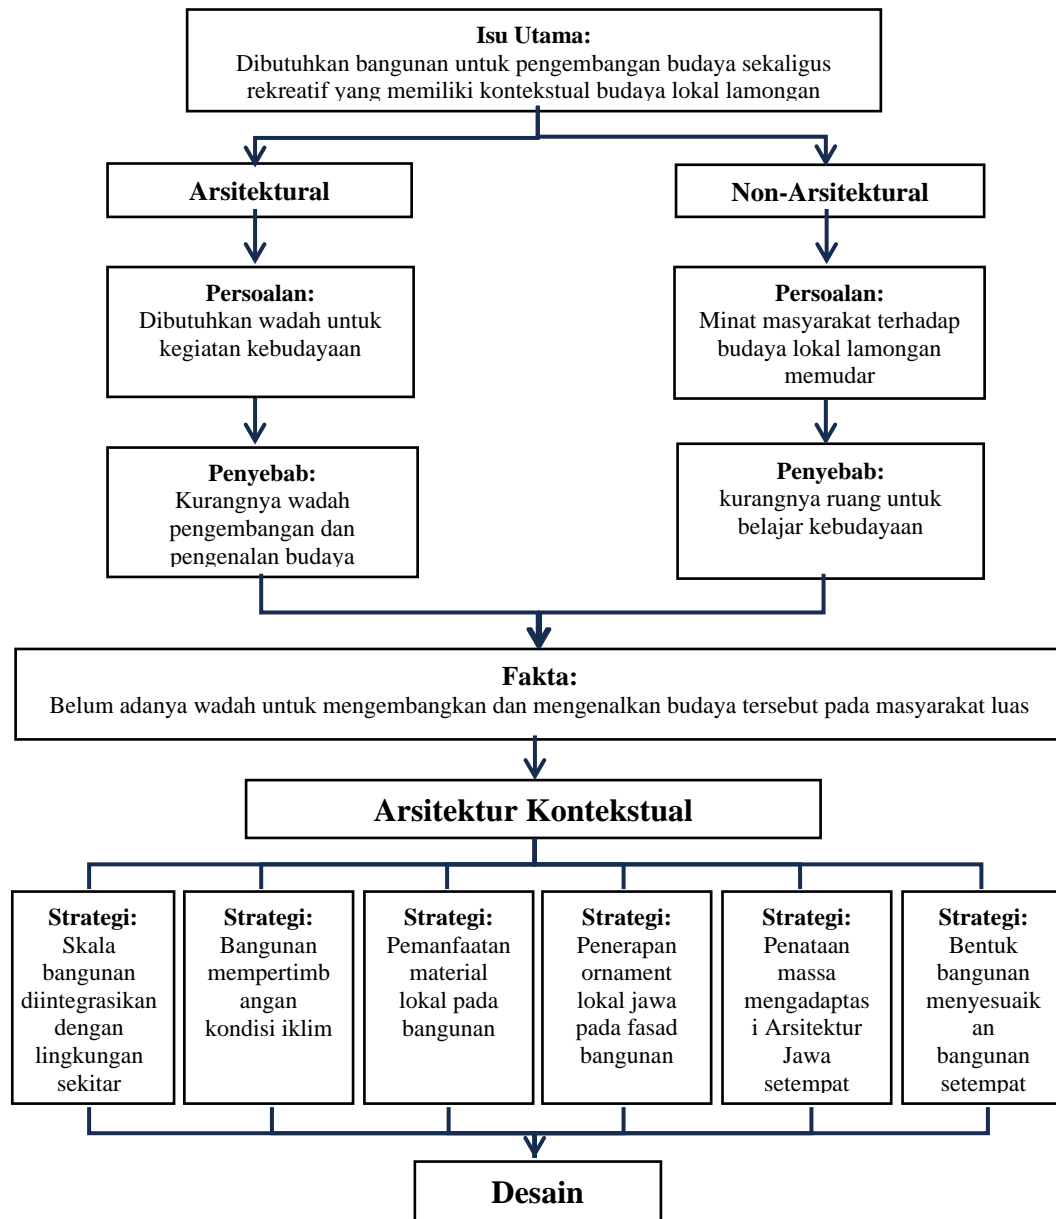 Isu Utama:
Dibutuhkan bangunan untuk pengembangan budaya sekaligus
rekreatif yang memiliki kontekstual budaya lokal lamongan
Arsitektural
Non-Arsitektural
Persoalan:
Dibutuhkan wadah untuk
kegiatan kebudayaan
Persoalan:
Minat masyarakat terhadap
budaya lokal lamongan
memudar
Penyebab:
Kurangnya wadah
pengembangan dan
pengenalan budaya
Penyebab:
kurangnya ruang untuk
belajar kebudayaan
Fakta:
Belum adanya wadah untuk mengembangkan dan mengenalkan budaya tersebut pada masyarakat luas
Arsitektur Kontekstual
Strategi:
Skala
bangunan
diintegrasikan
dengan
lingkungan
sekitar
Strategi:
Bangunan
mempertimb
angan
kondisi iklim
Strategi:
Pemanfaatan
material
lokal pada
bangunan
Strategi:
Penerapan
ornament
lokal jawa
pada fasad
bangunan
Strategi:
Penataan
massa
mengadaptas
i Arsitektur
Jawa
setempat
Strategi:
Bentuk
bangunan
menyesuaik
an
bangunan
setempat
Desain